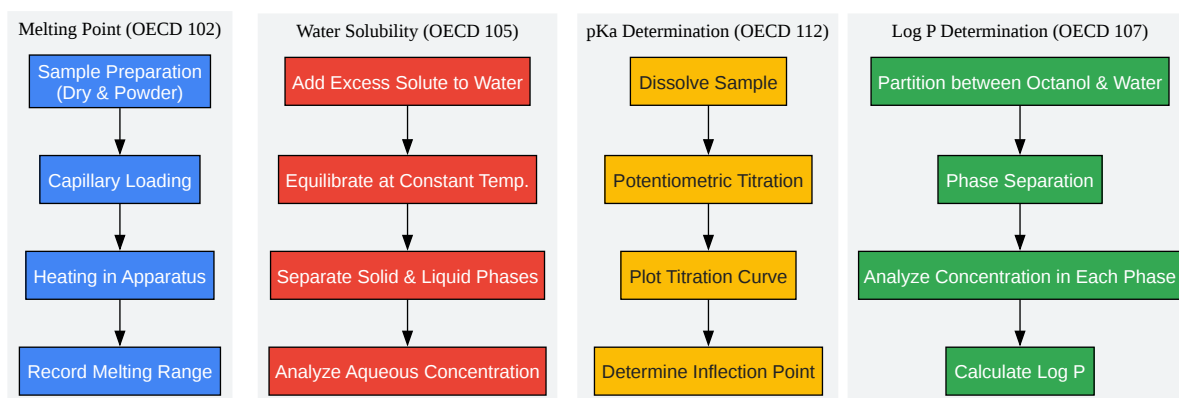 Melting Point (OECD 102)
Sample Preparation
(Dry & Powder)
Capillary Loading
Heating in Apparatus
Record Melting Range
Water Solubility (OECD 105)
Add Excess Solute to Water
Equilibrate at Constant Temp.
Separate Solid & Liquid Phases
Analyze Aqueous Concentration
pKa Determination (OECD 112)
Dissolve Sample
Potentiometric Titration
Plot Titration Curve
Determine Inflection Point
Log P Determination (OECD 107)
Partition between Octanol & Water
Phase Separation
Analyze Concentration in Each Phase
Calculate Log P